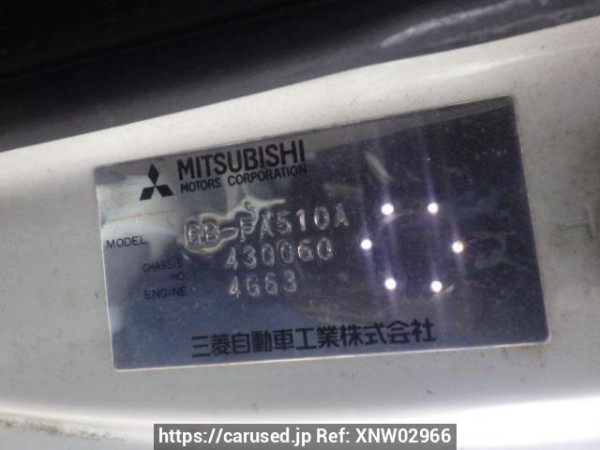 MITSUBISHI
MOTORS CORPORATION
MODEL GB-FA510A
CHASSIS NO. 430060
ENGINE 4G63
三菱自動車工業株式会社
https://carused.jp Ref: XNW02966